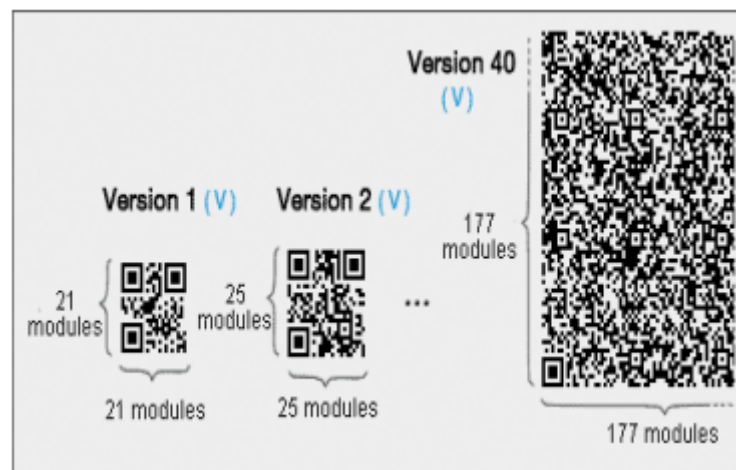 Version 40
(V)
Version 1 (V)
Version 2 (V)
177
modules
21
modules
25
modules
...
21 modules
25 modules
177 modules